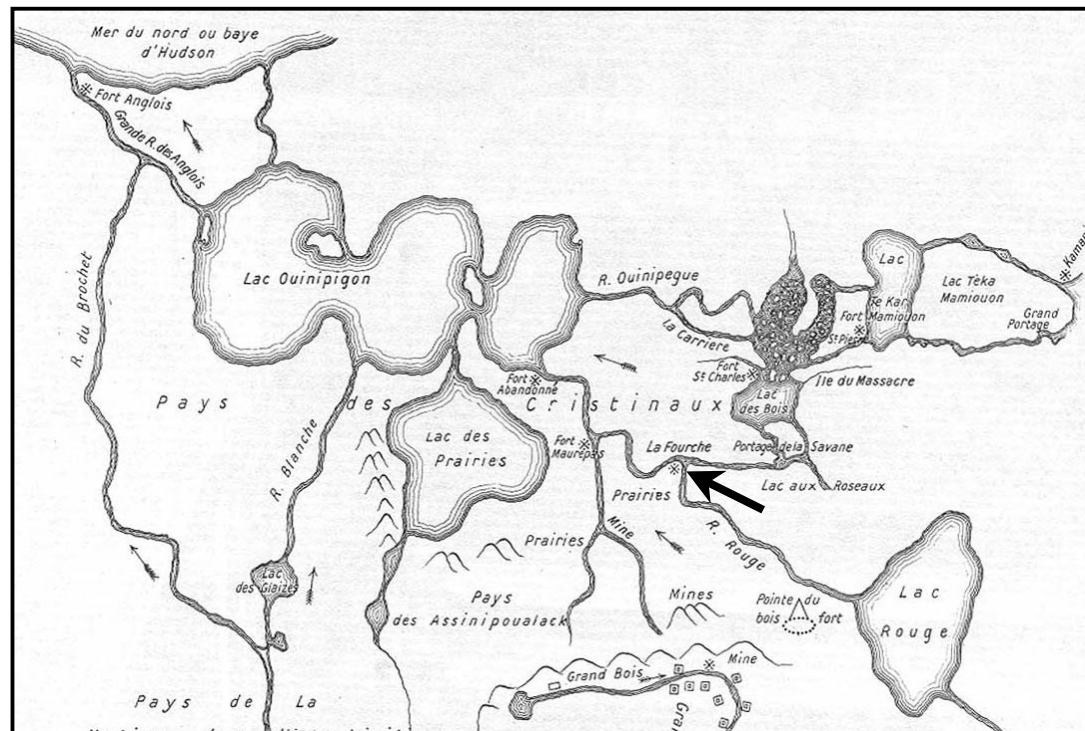 Mer du nord ou baye
d'Hudson
Fort Anglois
Grande R. des Anglois
R. du Brochet
Lac Ouinipigon
R. Ouinipegue
La Carrière
Lac
Te Kar
Mamiouon
Lac Tèka
Mamiouon
Grand
Portage
Fort
St Pierre
Fort
St Charles
Ile du Massacre
Lac
des Bois
Fort
Abandonné
Pays des Cristinaux
R. Blanche
Lac des
Prairies
Fort
Maurepas
La Fourche
Portage de la Savane
Lac aux Roseaux
Prairies
R. Rouge
Prairies
Mine
Lac
des Glaizes
Pays
des Assinipoualack
Mines
Pointe du
bois fort
Lac
Rouge
Mine
Grand Bois
Pays de La